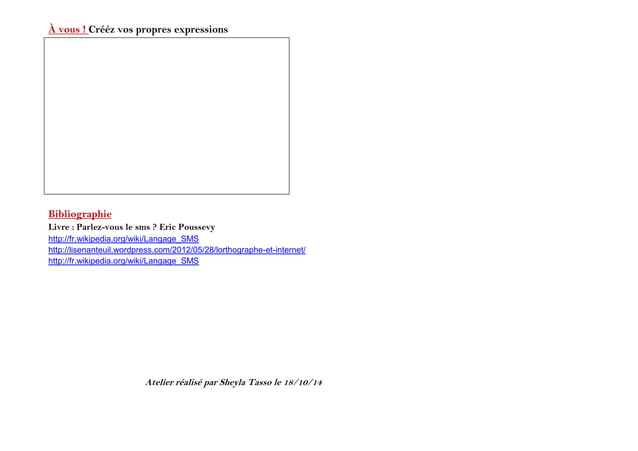 À vous ! Crééz vos propres expressions
Bibliographie
Livre : Parlez-vous le sms ? Eric Poussevy
http://fr.wikipedia.org/wiki/Langage_SMS
http://lisenanteuil.wordpress.com/2012/05/28/lorthographe-et-internet/
http://fr.wikipedia.org/wiki/Langage_SMS
Atelier réalisé par Sheyla Tasso le 18/10/14